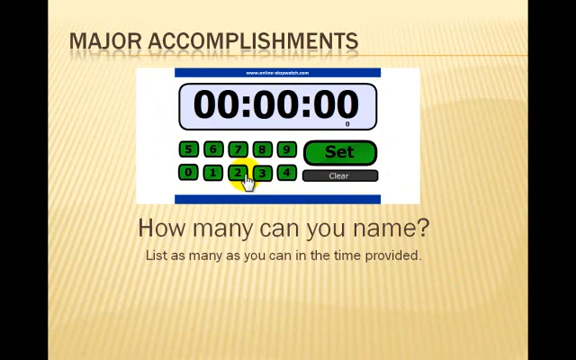 MAJOR ACCOMPLISHMENTS
www.online-stopwatch.com
00:00:00
0
5 6 7 8 9 Set
0 1 2 3 4 Clear
How many can you name?
List as many as you can in the time provided.